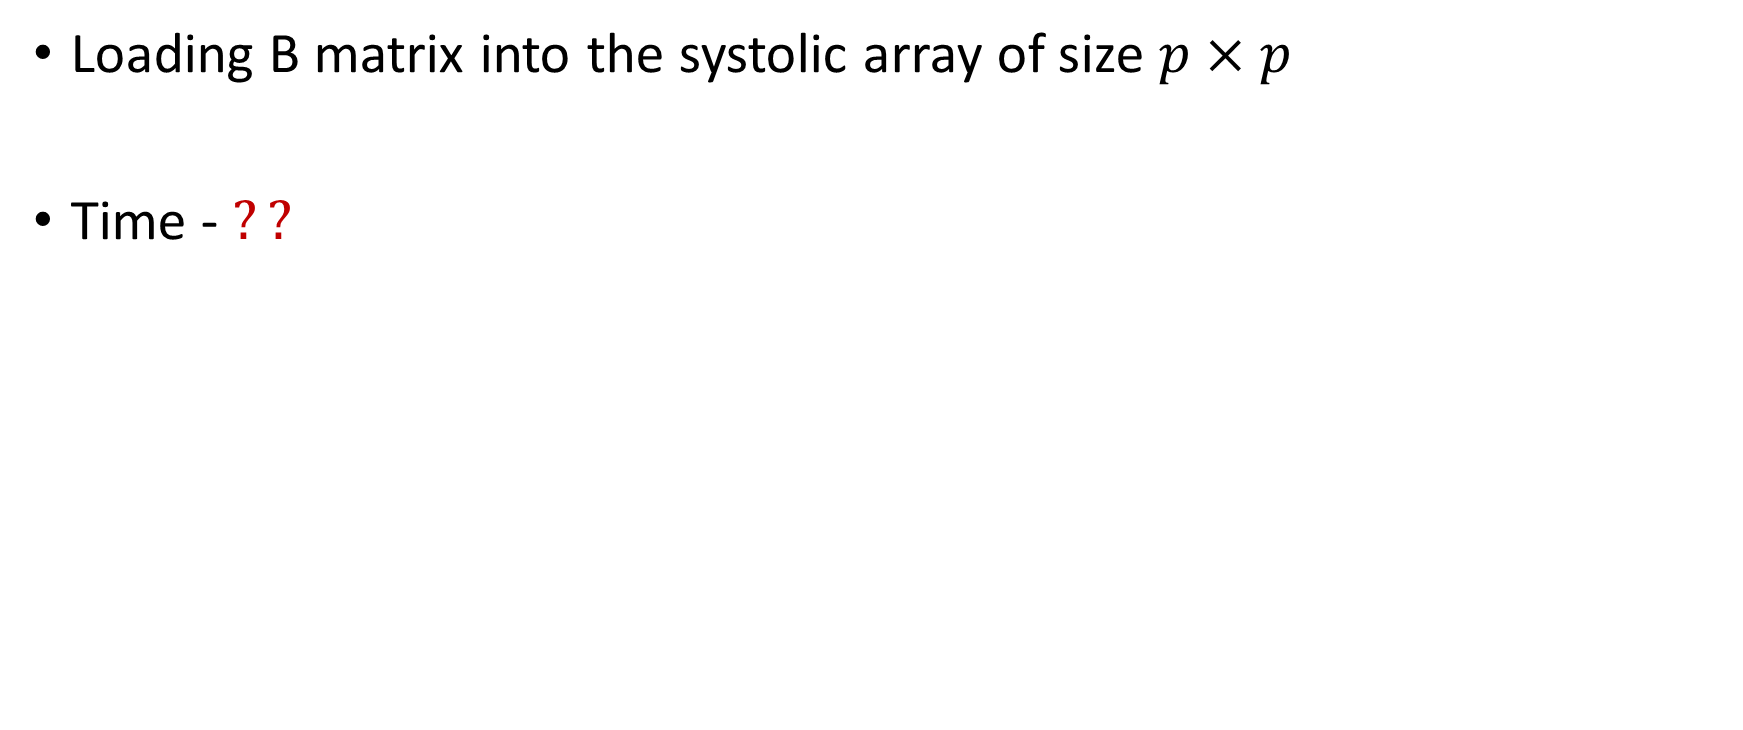 • Loading B matrix into the systolic array of size 𝑝 × 𝑝
• Time - ??